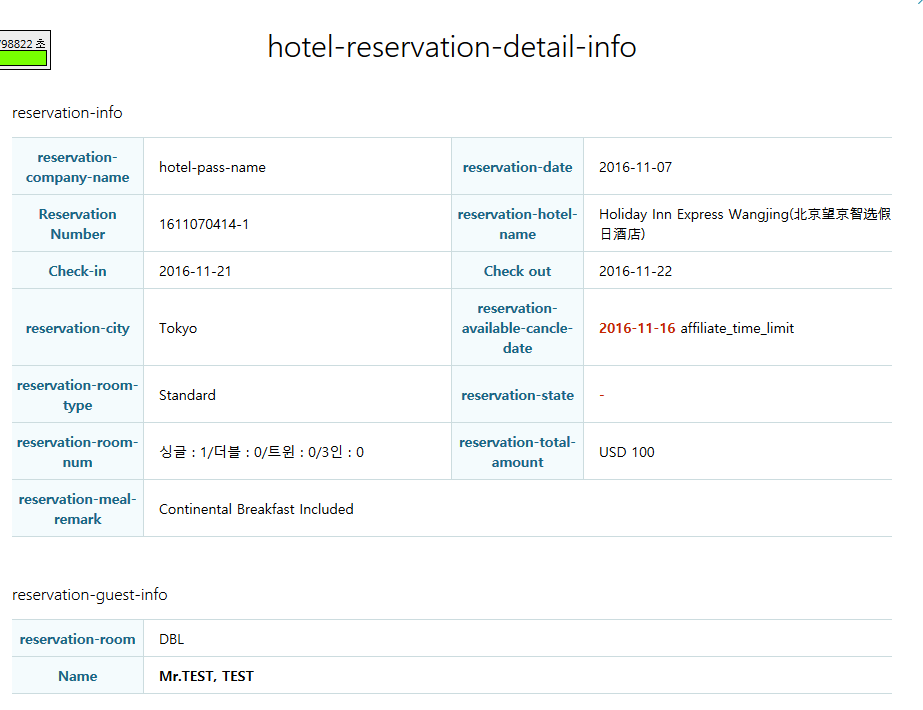 798822 초
hotel-reservation-detail-info
reservation-info
reservation-
company-name
hotel-pass-name
reservation-date
2016-11-07
Reservation
Number
1611070414-1
reservation-hotel-
name
Holiday Inn Express Wangjing(北京望京智选假
日酒店)
Check-in
2016-11-21
Check out
2016-11-22
reservation-city
Tokyo
reservation-
available-cancle-
date
2016-11-16 affiliate_time_limit
reservation-room-
type
Standard
reservation-state
-
reservation-room-
num
싱글 : 1/더블 : 0/트윈 : 0/3인 : 0
reservation-total-
amount
USD 100
reservation-meal-
remark
Continental Breakfast Included
reservation-guest-info
reservation-room
DBL
Name
Mr.TEST, TEST